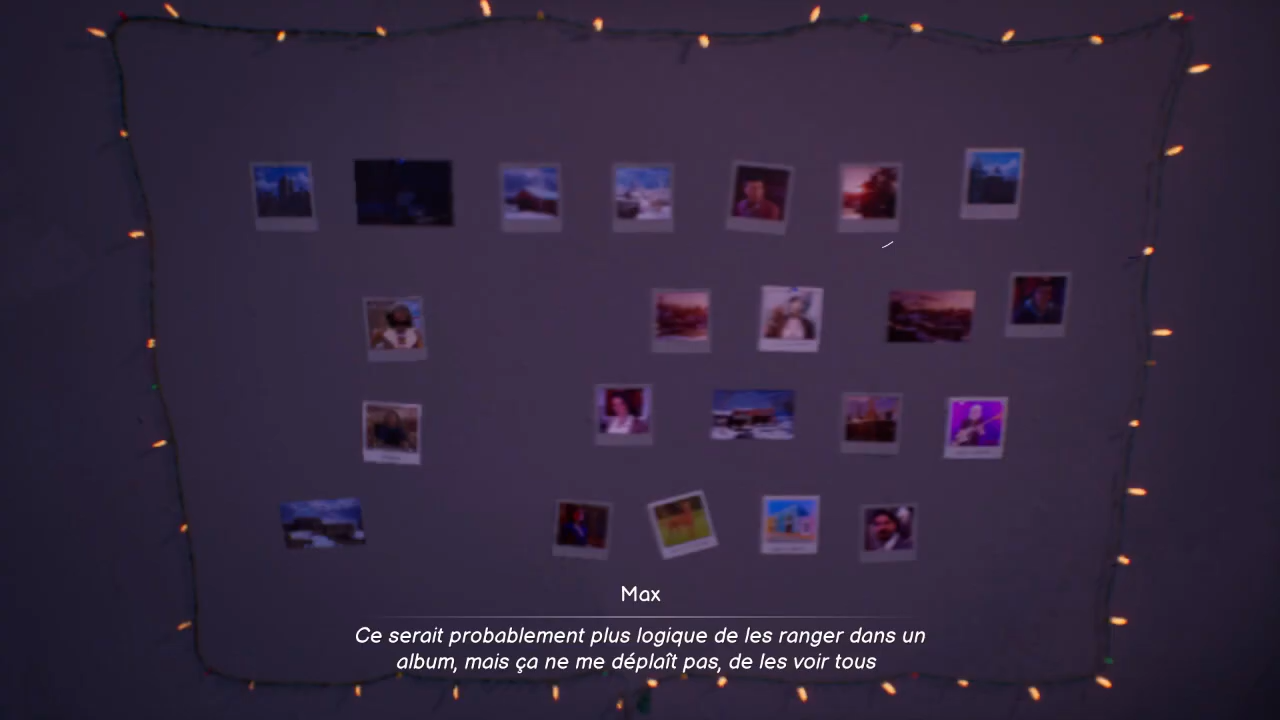 Max
Ce serait probablement plus logique de les ranger dans un
album, mais ça ne me déplaît pas, de les voir tous